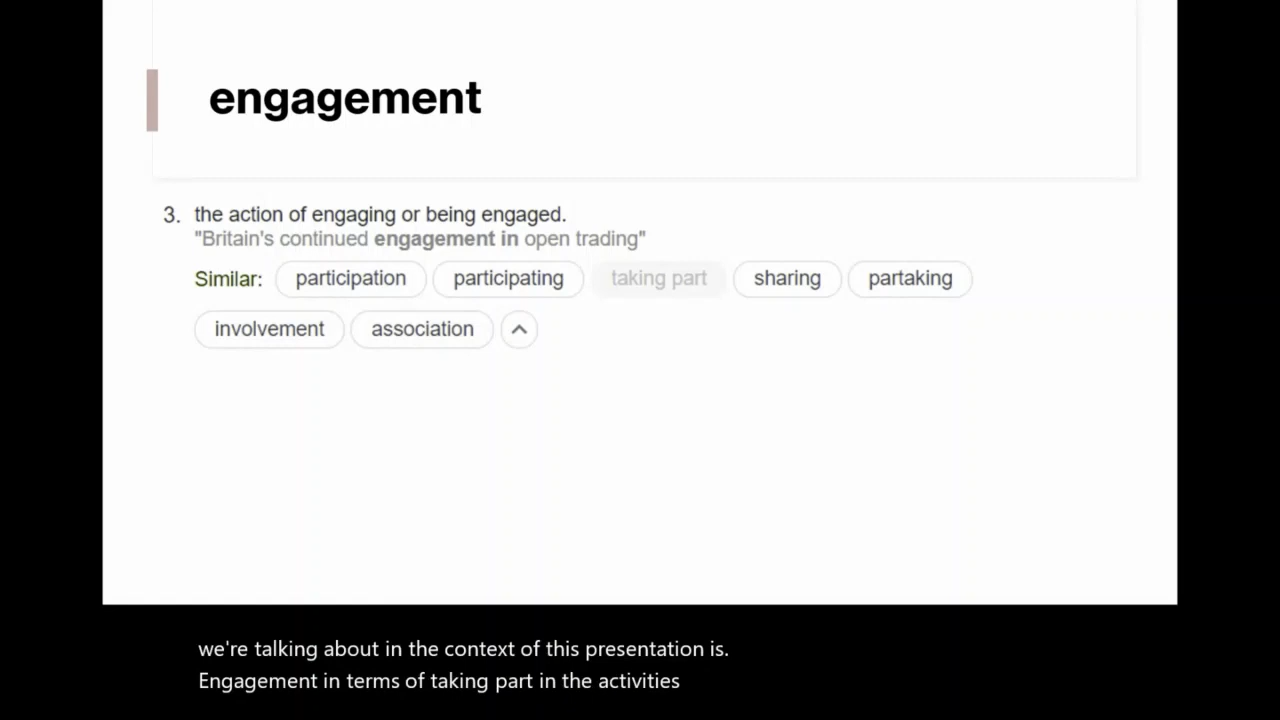 engagement
3. the action of engaging or being engaged.
"Britain's continued engagement in open trading"
Similar: participation participating taking part sharing partaking
involvement association
we're talking about in the context of this presentation is.
Engagement in terms of taking part in the activities